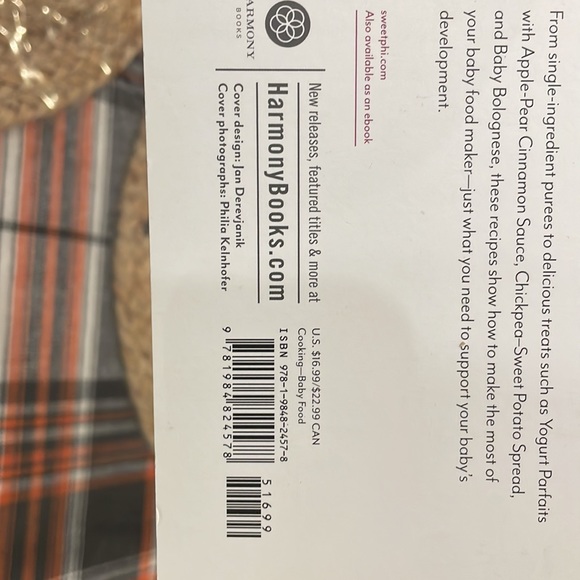 From single-ingredient purees to delicious treats such as Yogurt Parfaits
with Apple-Pear Cinnamon Sauce, Chickpea–Sweet Potato Spread,
and Baby Bolognese, these recipes show how to make the most of
your baby food maker—just what you need to support your baby's
development.
sweetphi.com
Also available as an ebook
ARMONY
BOOKS
New releases, featured titles & more at
HarmonyBooks.com
Cover design: Jan Derevjanik
Cover photographs: Philia Kelnhofer
U.S. $16.99/$22.99 CAN
Cooking—Baby Food
ISBN 978-1-9848-2457-8
9 781984 824578
51699